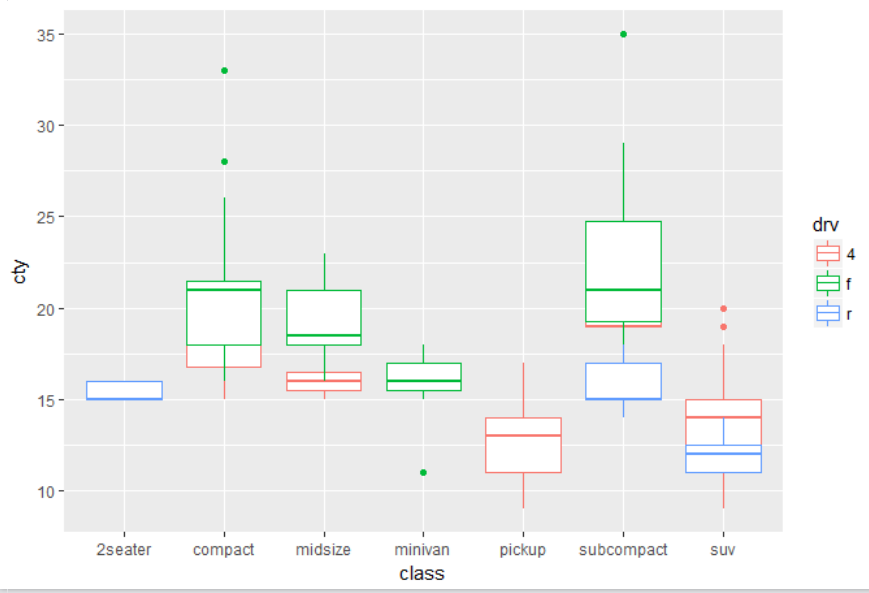 35
30
25
20
15
10
cty
2seater compact midsize minivan pickup subcompact suv
class
drv
4
f
r